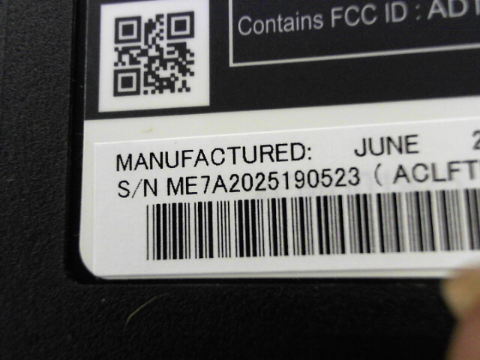 Contains FCC ID : AD
MANUFACTURED: JUNE 2
S/N ME7A2025190523 ( ACLFT